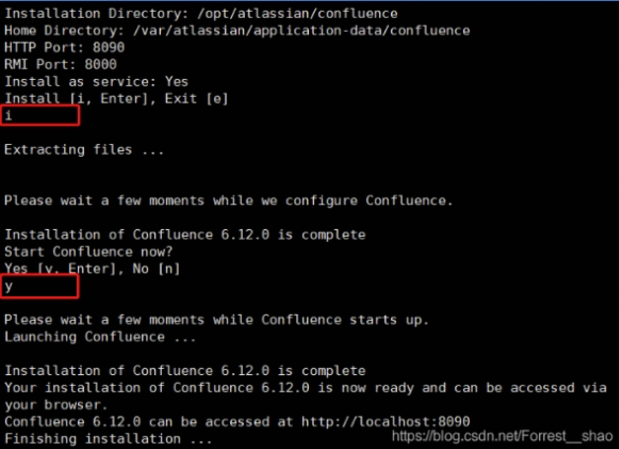 Installation Directory: /opt/atlassian/confluence
Home Directory: /var/atlassian/application-data/confluence
HTTP Port: 8090
RMI Port: 8000
Install as service: Yes
Install [i, Enter], Exit [e]
i
Extracting files ...
Please wait a few moments while we configure Confluence.
Installation of Confluence 6.12.0 is complete
Start Confluence now?
Yes [y, Enter], No [n]
y
Please wait a few moments while Confluence starts up.
Launching Confluence ...
Installation of Confluence 6.12.0 is complete
Your installation of Confluence 6.12.0 is now ready and can be accessed via
your browser.
Confluence 6.12.0 can be accessed at http://localhost:8090
Finishing installation ...
https://blog.csdn.net/Forrest__shao